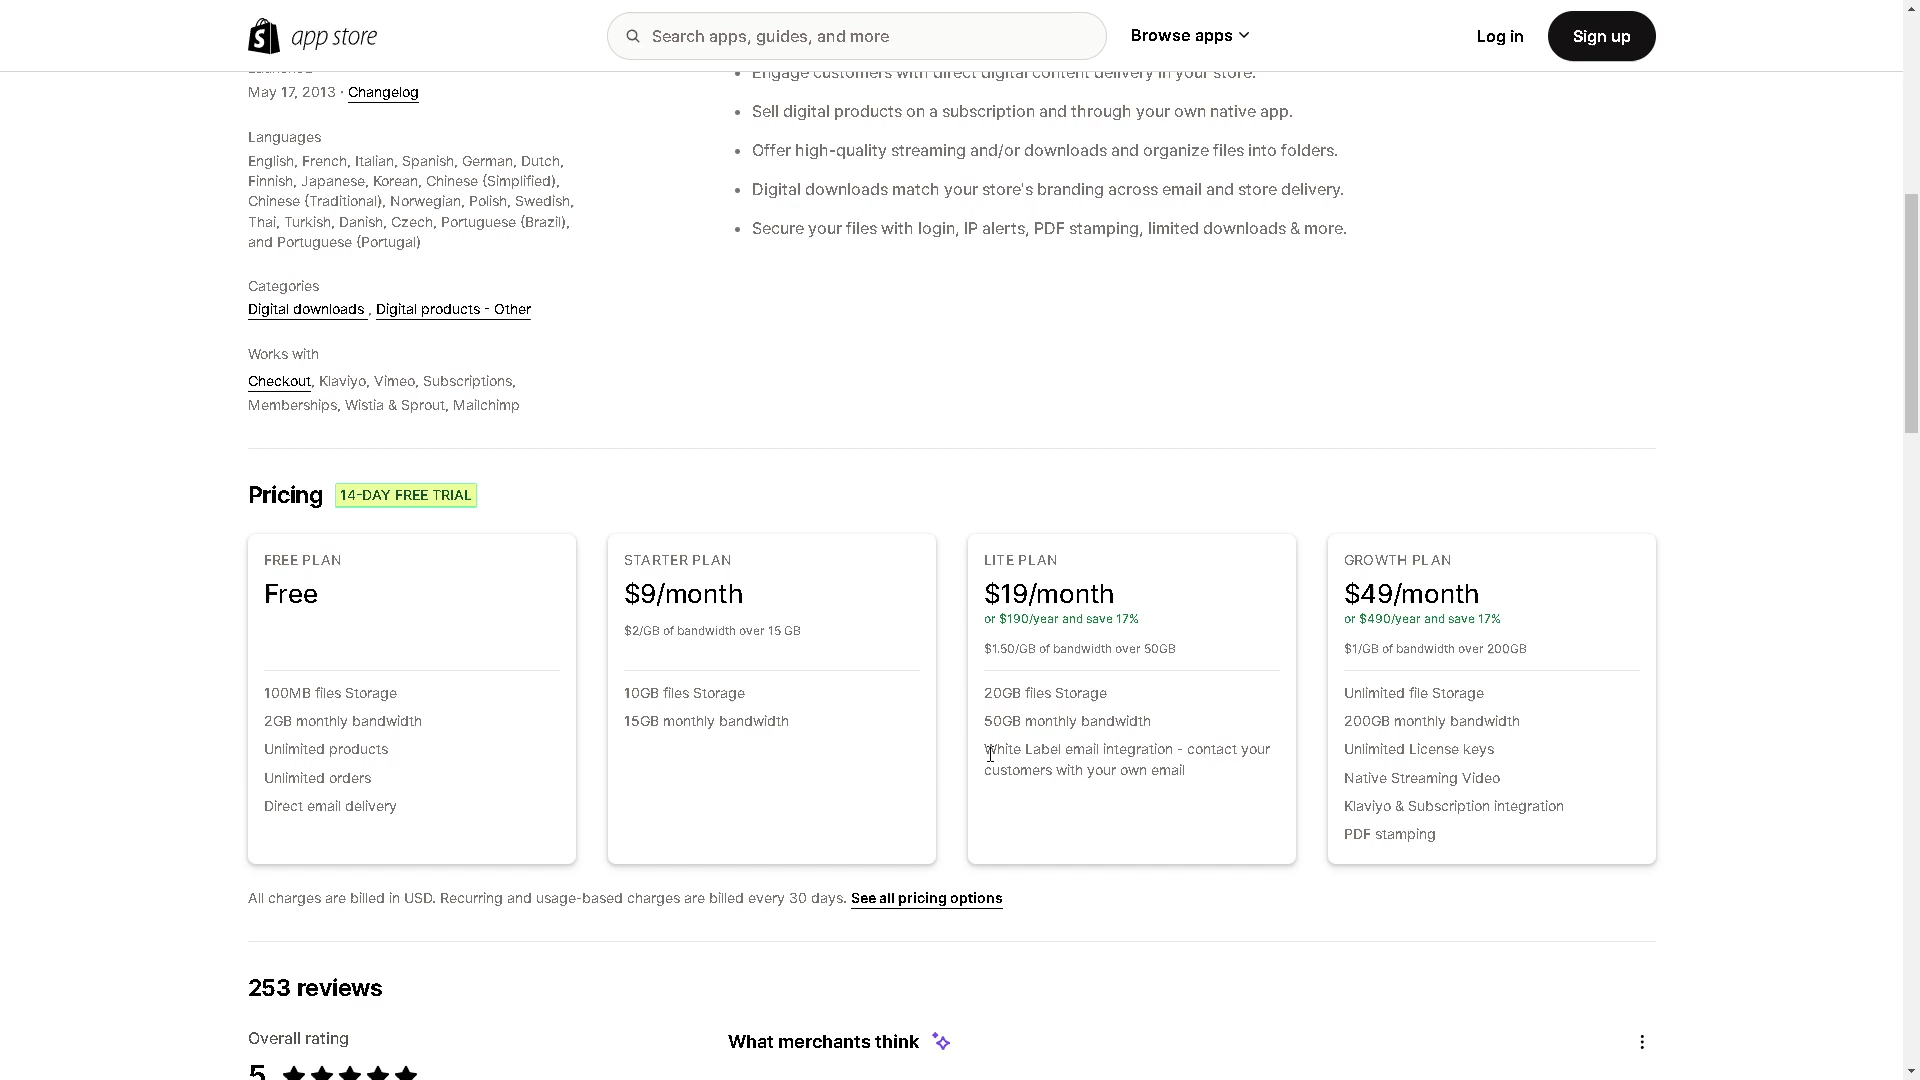 app store
Search apps, guides, and more
Browse apps
Log in
Sign up
Launched
May 17, 2013 · Changelog
Languages
English, French, Italian, Spanish, German, Dutch,
Finnish, Japanese, Korean, Chinese (Simplified),
Chinese (Traditional), Norwegian, Polish, Swedish,
Thai, Turkish, Danish, Czech, Portuguese (Brazil),
and Portuguese (Portugal)
Categories
Digital downloads , Digital products - Other
Works with
Checkout, Klaviyo, Vimeo, Subscriptions,
Memberships, Wistia & Sprout, Mailchimp
• Engage customers with direct digital content delivery in your store.
• Sell digital products on a subscription and through your own native app.
• Offer high-quality streaming and/or downloads and organize files into folders.
• Digital downloads match your store's branding across email and store delivery.
• Secure your files with login, IP alerts, PDF stamping, limited downloads & more.
Pricing 14-DAY FREE TRIAL
FREE PLAN
Free
100MB files Storage
2GB monthly bandwidth
Unlimited products
Unlimited orders
Direct email delivery
STARTER PLAN
$9/month
$2/GB of bandwidth over 15 GB
10GB files Storage
15GB monthly bandwidth
LITE PLAN
$19/month
or $190/year and save 17%
$1.50/GB of bandwidth over 50GB
20GB files Storage
50GB monthly bandwidth
White Label email integration - contact your
customers with your own email
GROWTH PLAN
$49/month
or $490/year and save 17%
$1/GB of bandwidth over 200GB
Unlimited file Storage
200GB monthly bandwidth
Unlimited License keys
Native Streaming Video
Klaviyo & Subscription integration
PDF stamping
All charges are billed in USD. Recurring and usage-based charges are billed every 30 days. See all pricing options
253 reviews
Overall rating
5
What merchants think